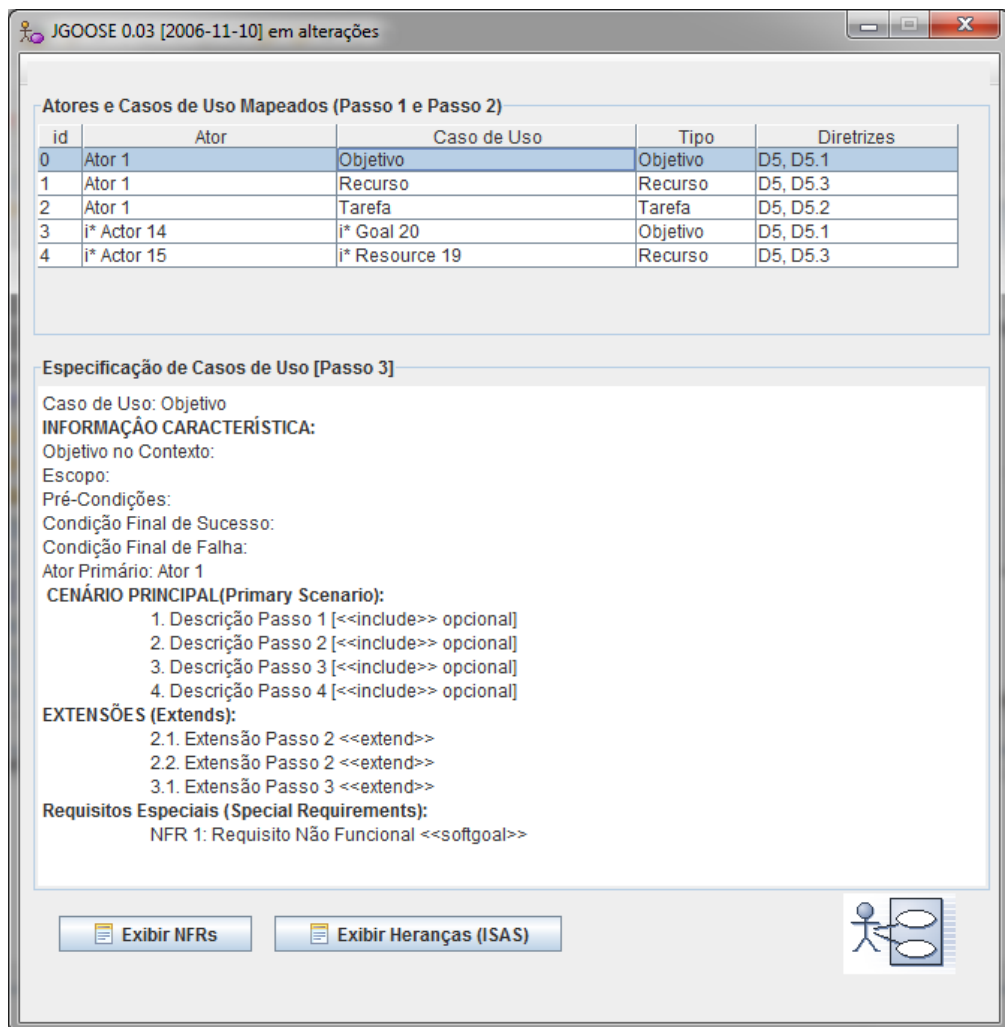 JGOOSE 0.03 [2006-11-10] em alterações
Atores e Casos de Uso Mapeados (Passo 1 e Passo 2)
id Ator Caso de Uso Tipo Diretrizes
0 Ator 1 Objetivo Objetivo D5, D5.1
1 Ator 1 Recurso Recurso D5, D5.3
2 Ator 1 Tarefa Tarefa D5, D5.2
3 i* Actor 14 i* Goal 20 Objetivo D5, D5.1
4 i* Actor 15 i* Resource 19 Recurso D5, D5.3
Especificação de Casos de Uso [Passo 3]
Caso de Uso: Objetivo
INFORMAÇÂO CARACTERÍSTICA:
Objetivo no Contexto:
Escopo:
Pré-Condições:
Condição Final de Sucesso:
Condição Final de Falha:
Ator Primário: Ator 1
CENÁRIO PRINCIPAL(Primary Scenario):
1. Descrição Passo 1 [<<include>> opcional]
2. Descrição Passo 2 [<<include>> opcional]
3. Descrição Passo 3 [<<include>> opcional]
4. Descrição Passo 4 [<<include>> opcional]
EXTENSÕES (Extends):
2.1. Extensão Passo 2 <<extend>>
2.2. Extensão Passo 2 <<extend>>
3.1. Extensão Passo 3 <<extend>>
Requisitos Especiais (Special Requirements):
NFR 1: Requisito Não Funcional <<softgoal>>
Exibir NFRs Exibir Heranças (ISAS)